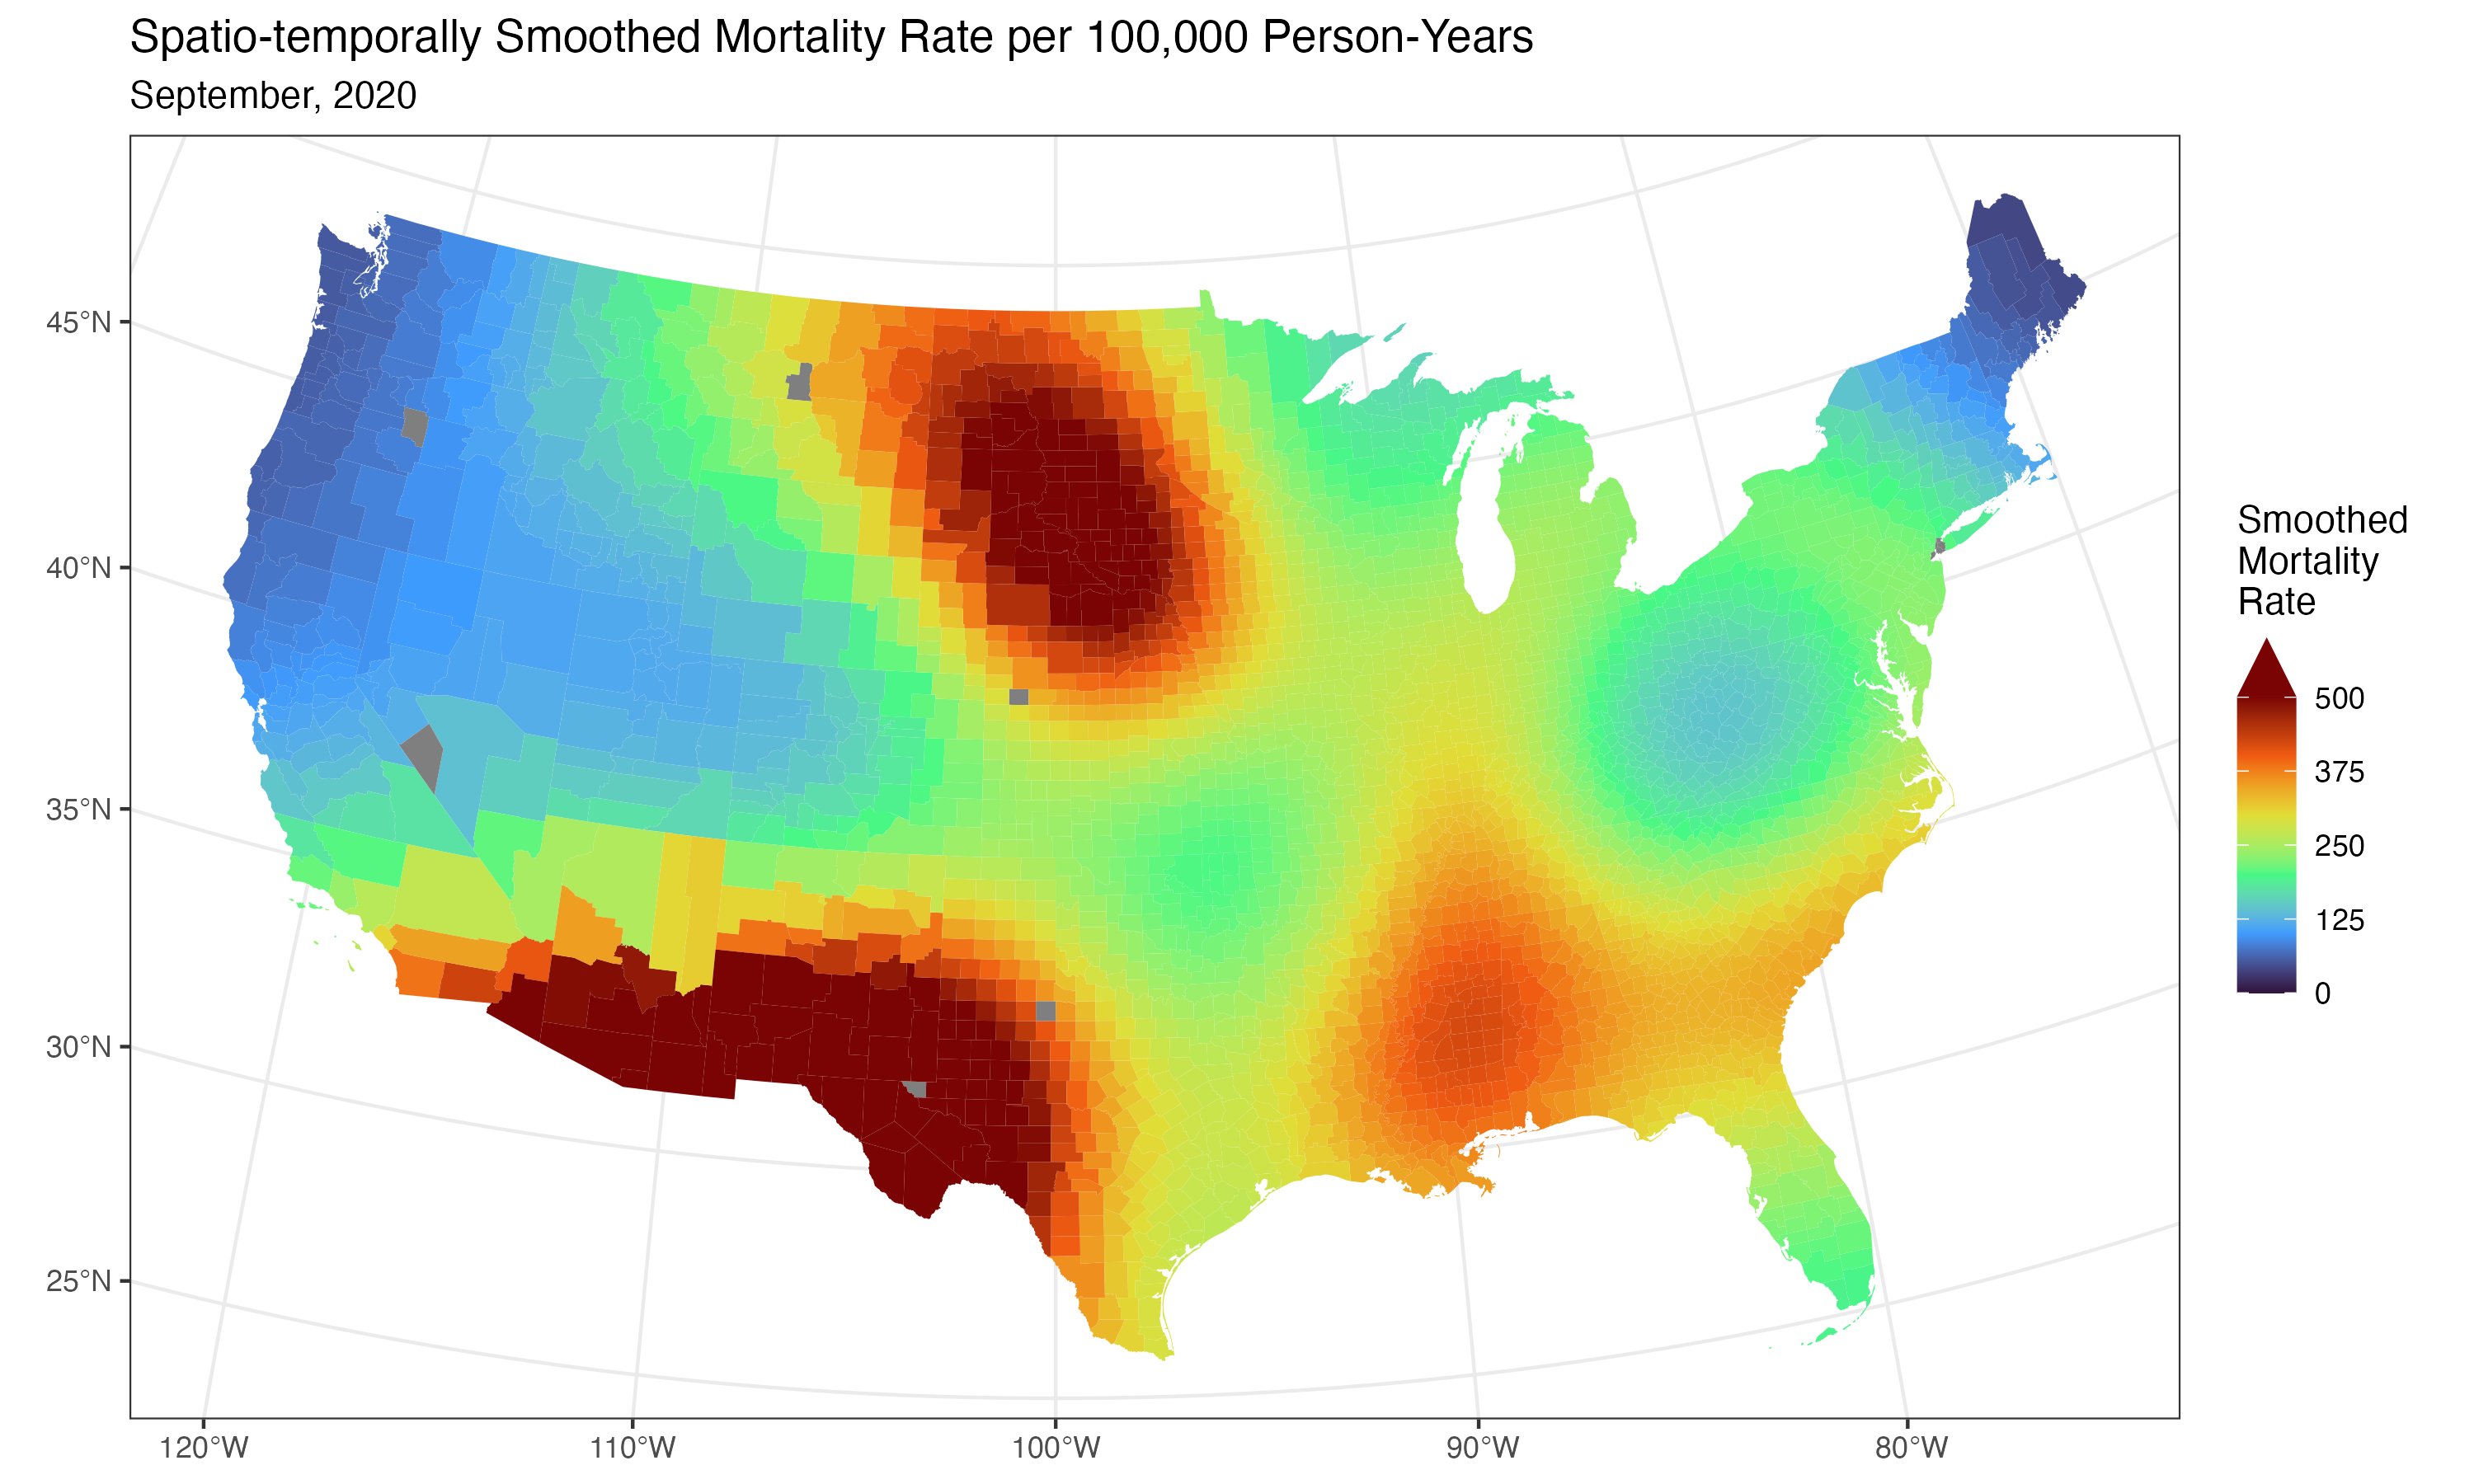 Spatio-temporally Smoothed Mortality Rate per 100,000 Person-Years
September, 2020
45°N
40°N
35°N
30°N
25°N
120°W
110°W
100°W
90°W
80°W
Smoothed
Mortality
Rate
500
375
250
125
0